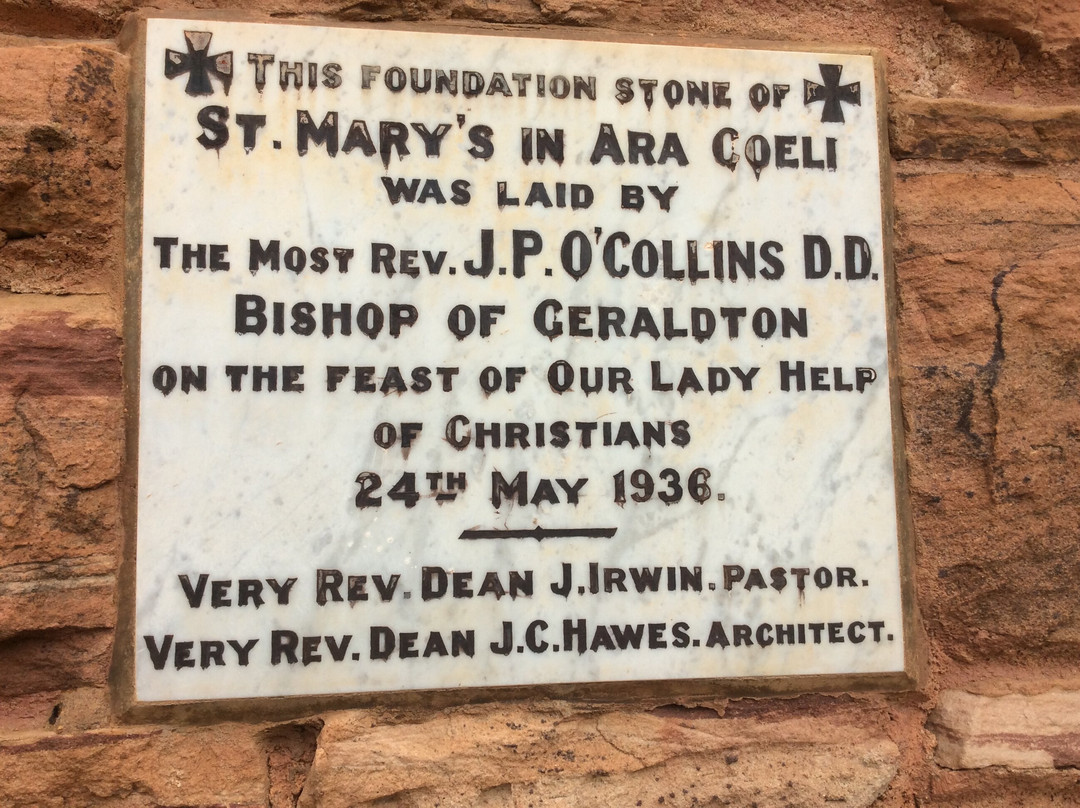 THIS FOUNDATION STONE OF
ST. MARY'S IN ARA COELI
WAS LAID BY
THE MOST REV. J.P. O'COLLINS D.D.
BISHOP OF GERALDTON
ON THE FEAST OF OUR LADY HELP
OF CHRISTIANS
24TH MAY 1936.
VERY REV. DEAN J. IRWIN. PASTOR.
VERY REV. DEAN J.C. HAWES. ARCHITECT.